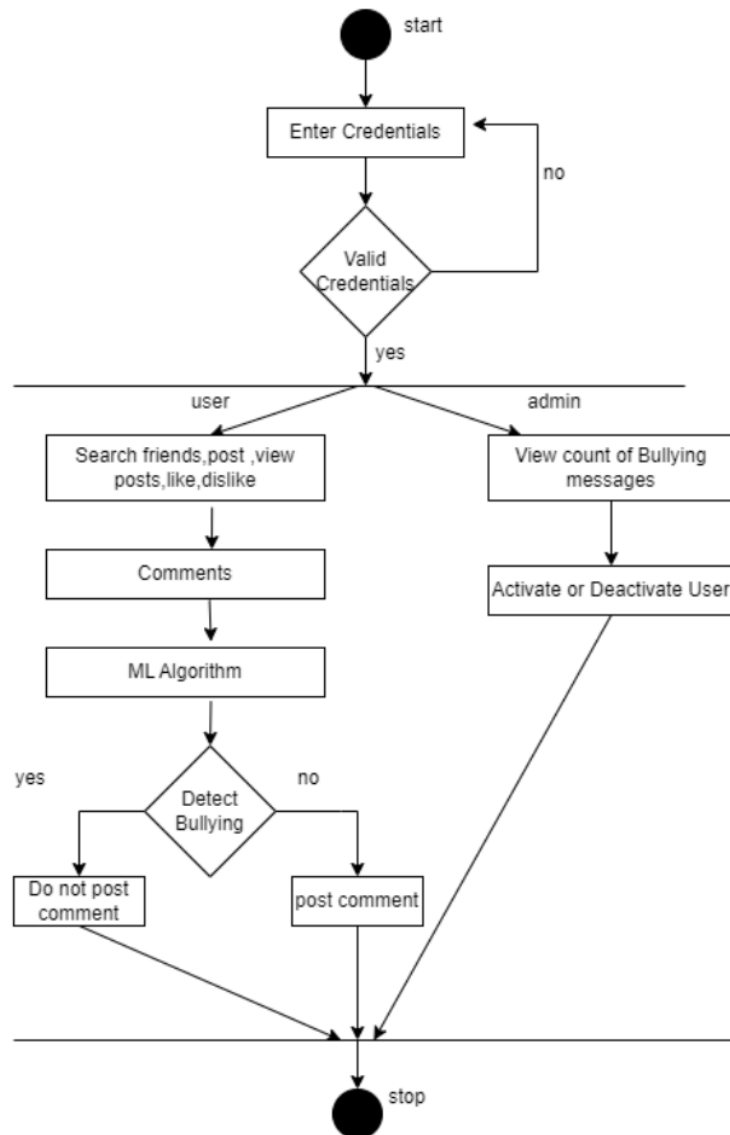 start
Enter Credentials
no
Valid
Credentials
yes
user
admin
Search friends,post ,view
posts,like,dislike
View count of Bullying
messages
Comments
Activate or Deactivate User
ML Algorithm
yes
no
Detect
Bullying
Do not post
comment
post comment
stop